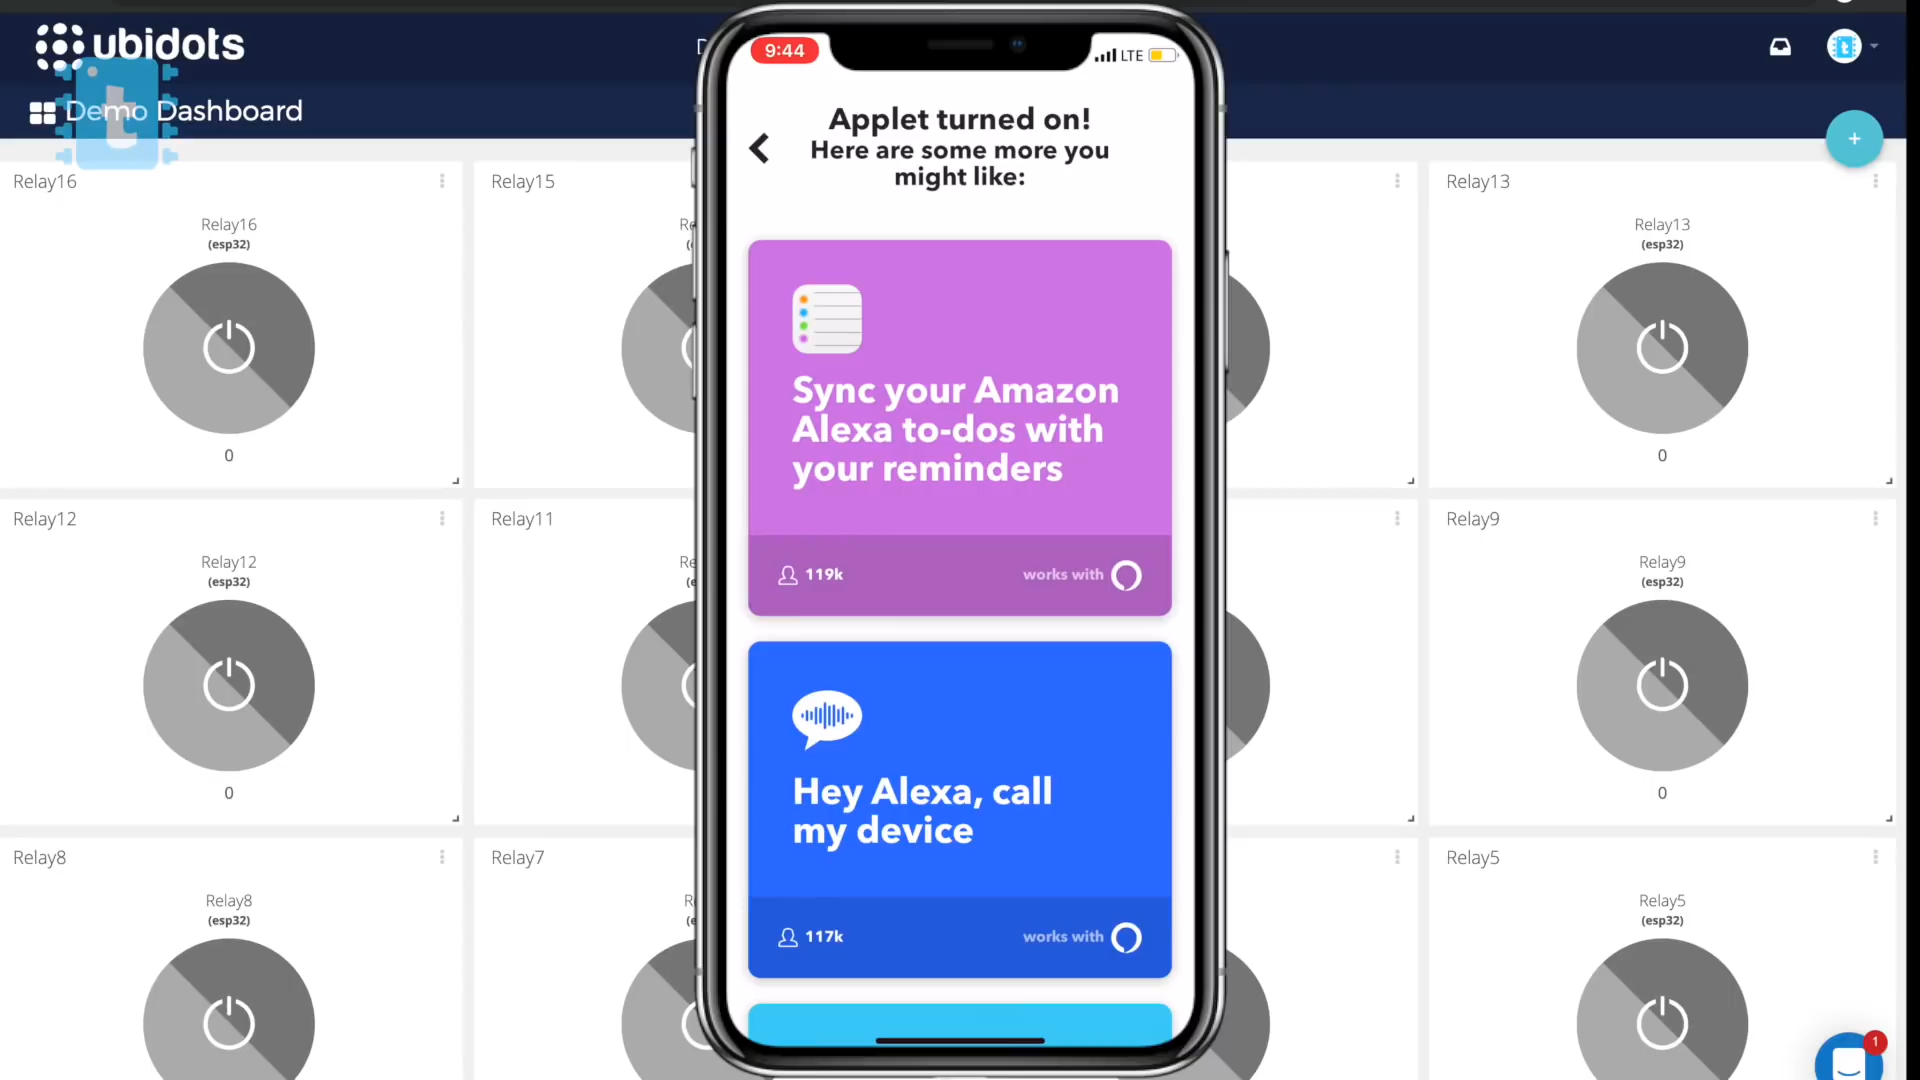 ubidots
D
Demo Dashboard
t
9:44
LTE
Applet turned on!
Here are some more you
might like:
Sync your Amazon
Alexa to-dos with
your reminders
119k
works with
Hey Alexa, call
my device
117k
works with
+
Relay16
Relay16
(esp32)
0
Relay15
Re
(e
Relay13
Relay13
(esp32)
0
Relay12
Relay12
(esp32)
0
Relay11
Re
(e
Relay9
Relay9
(esp32)
0
Relay8
Relay8
(esp32)
Relay7
R
(e
Relay5
Relay5
(esp32)
1